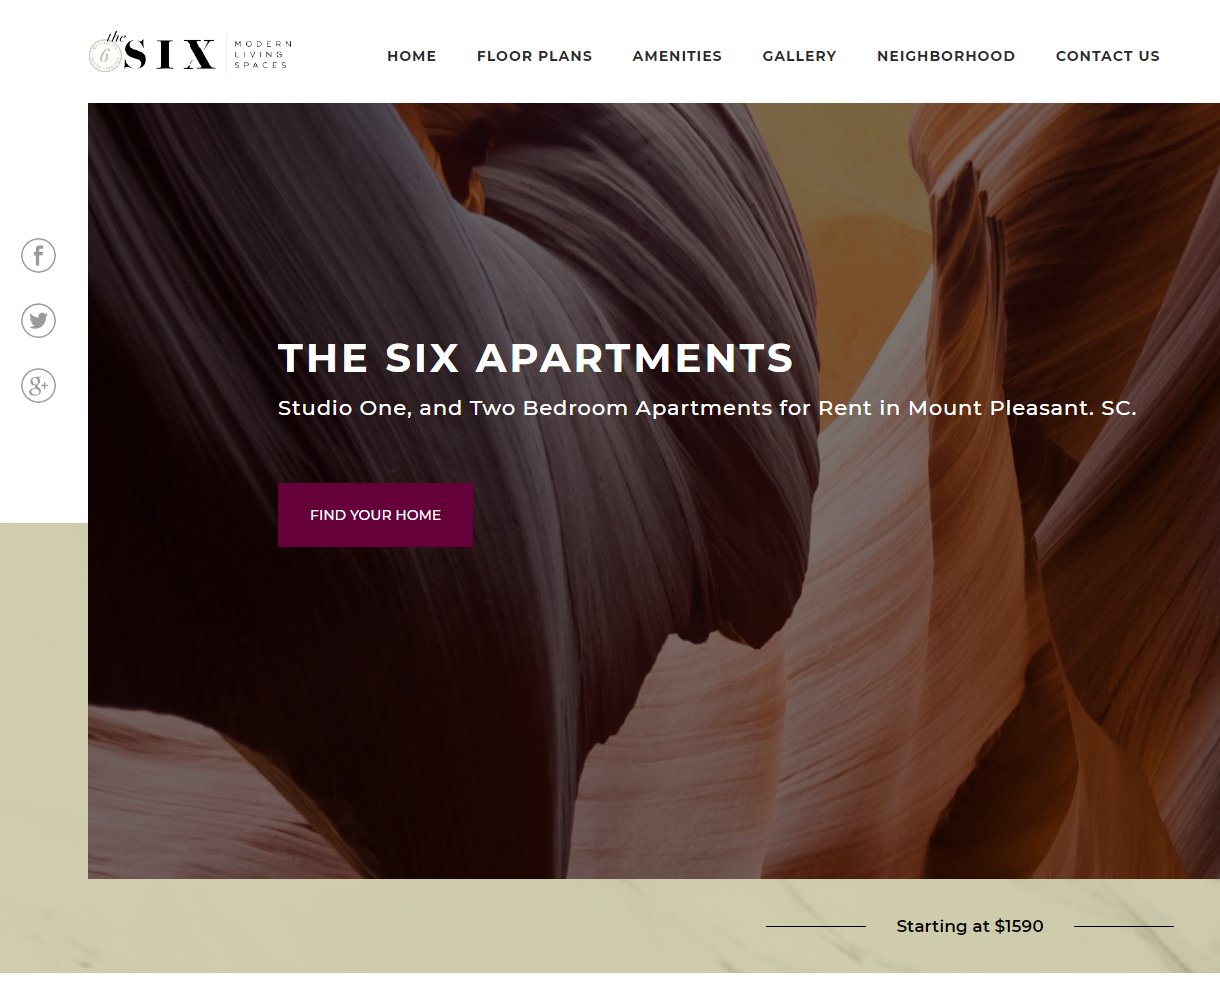 the
6 SIX
MODERN
LIVING
SPACES
HOME FLOOR PLANS AMENITIES GALLERY NEIGHBORHOOD CONTACT US
THE SIX APARTMENTS
Studio One, and Two Bedroom Apartments for Rent in Mount Pleasant. SC.
FIND YOUR HOME
Starting at $1590